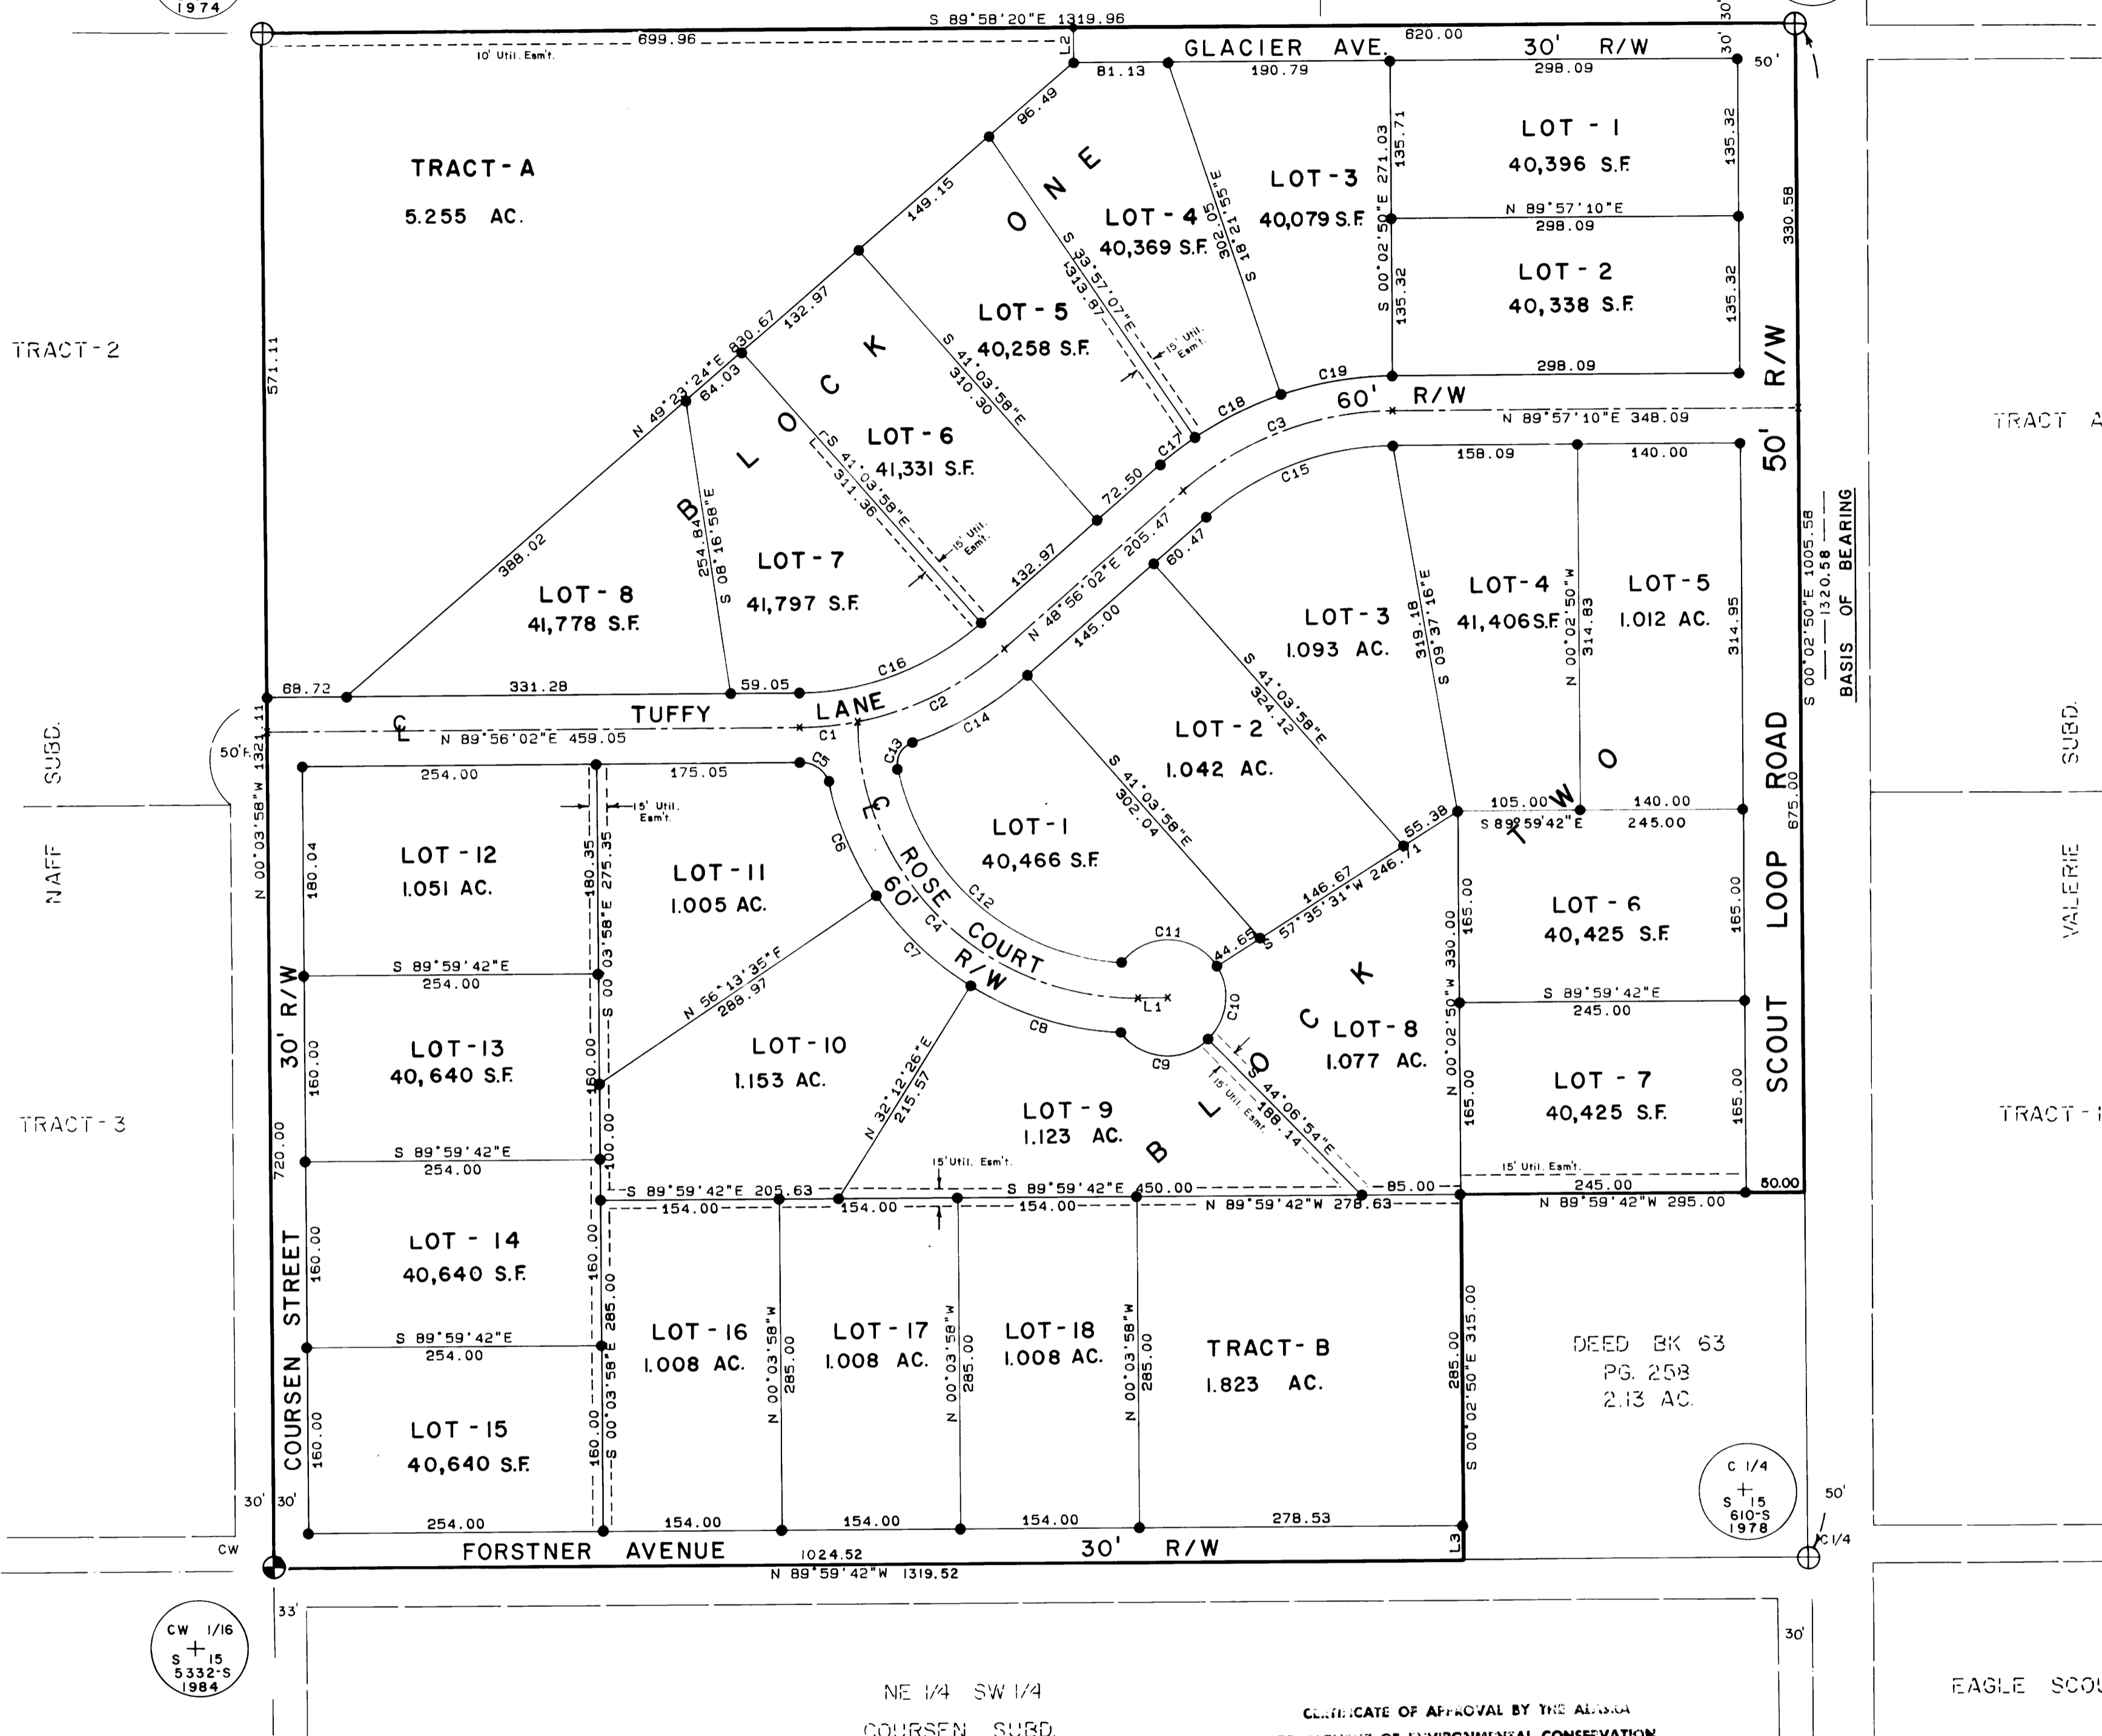 1974
S 89°58'20"E 1319.96
699.96
10' Util. Esm't.
L2
GLACIER AVE. 30' R/W
620.00
30'
30'
50'
81.13
190.79
298.09
TRACT-A
5.255 AC.
96.49
149.15
132.97
N 49°23'24"E 830.67
64.03
388.02
571.11
BLOCK ONE
LOT-1
40,396 S.F.
135.71
135.32
S 00°02'50"E 271.03
N 89°57'10"E
298.09
LOT-2
40,338 S.F.
135.32
135.32
298.09
330.58
LOT-3
40,079 S.F.
S 18°21'55"E
302.05
LOT-4
40,369 S.F.
S 33°57'07"E
313.87
15' Util.
Esm't.
LOT-5
40,258 S.F.
S 41°03'58"E
310.30
LOT-6
41,331 S.F.
S 41°03'58"E
311.36
15' Util.
Esm't.
LOT-7
41,797 S.F.
254.84
S 08°16'58"E
LOT-8
41,778 S.F.
68.72
331.28
59.05
C16
132.97
72.50
C17
C18
C19
C3
60' R/W
N 89°57'10"E 348.09
TRACT-2
TRACT A
R/W
50'
SCOUT LOOP ROAD
S 00°02'50"E 1005.58
1320.58
BASIS OF BEARING
675.00
N 48°56'02"E 205.47
60.47
145.00
C15
158.09
140.00
TUFFY LANE
CL
N 89°56'02"E 459.05
C1
C2
C14
C13
50'R.
N 00°03'58"W 1321.11
SUBD.
NAFF
SUBD.
VALERIE
LOT-3
1.093 AC.
319.18
S 09°37'16"E
LOT-4
41,406 S.F.
N 00°02'50"W
314.83
LOT-5
1.012 AC.
314.95
LOT-2
1.042 AC.
S 41°03'58"E
324.12
105.00
140.00
S 89°59'42"E
245.00
254.00
175.05
C5
15' Util.
Esm't.
C6
LOT-1
40,466 S.F.
S 41°03'58"E
302.04
55.38
146.67
S 57°35'31"W 246.71
44.65
BLOCK TWO
LOT-12
1.051 AC.
180.04
180.35
S 00°03'58"E 275.35
LOT-11
1.005 AC.
CL
ROSE COURT
60' R/W
C4
C12
C11
C10
C9
L1
C7
C8
LOT-6
40,425 S.F.
165.00
165.00
N 00°02'50"W 330.00
S 89°59'42"E
245.00
S 89°59'42"E
254.00
N 56°13'35"E
288.97
30' R/W
LOT-13
40,640 S.F.
160.00
160.00
LOT-10
1.153 AC.
N 32°12'26"E
215.57
LOT-9
1.123 AC.
LOT-8
1.077 AC.
S 44°06'54"E
188.14
15' Util. Esmt.
LOT-7
40,425 S.F.
165.00
165.00
TRACT-3
TRACT-1
720.00
S 89°59'42"E
254.00
100.00
15' Util. Esm't.
S 89°59'42"E 205.63
S 89°59'42"E 450.00
85.00
15' Util. Esm't.
245.00
50.00
154.00
154.00
154.00
N 89°59'42"W 278.63
N 89°59'42"W 295.00
COURSEN STREET
LOT-14
40,640 S.F.
160.00
160.00
S 89°59'42"E
254.00
LOT-15
40,640 S.F.
160.00
160.00
S 00°03'58"E 285.00
LOT-16
1.008 AC.
N 00°03'58"W
285.00
LOT-17
1.008 AC.
N 00°03'58"W
285.00
LOT-18
1.008 AC.
N 00°03'58"W
285.00
TRACT-B
1.823 AC.
285.00
S 00°02'50"E 315.00
DEED BK 63
PG. 258
2.13 AC.
C 1/4
S 15
610-S
1978
50'
C 1/4
30'
30'
254.00
154.00
154.00
154.00
278.53
L3
CW
FORSTNER AVENUE 30' R/W
1024.52
N 89°59'42"W 1319.52
33'
CW 1/16
S 15
5332-S
1984
30'
NE 1/4 SW 1/4
COURSEN SUBD.
EAGLE SCOU
CERTIFICATE OF APPROVAL BY THE ALASKA
OF ENVIRONMENTAL CONSERVATION